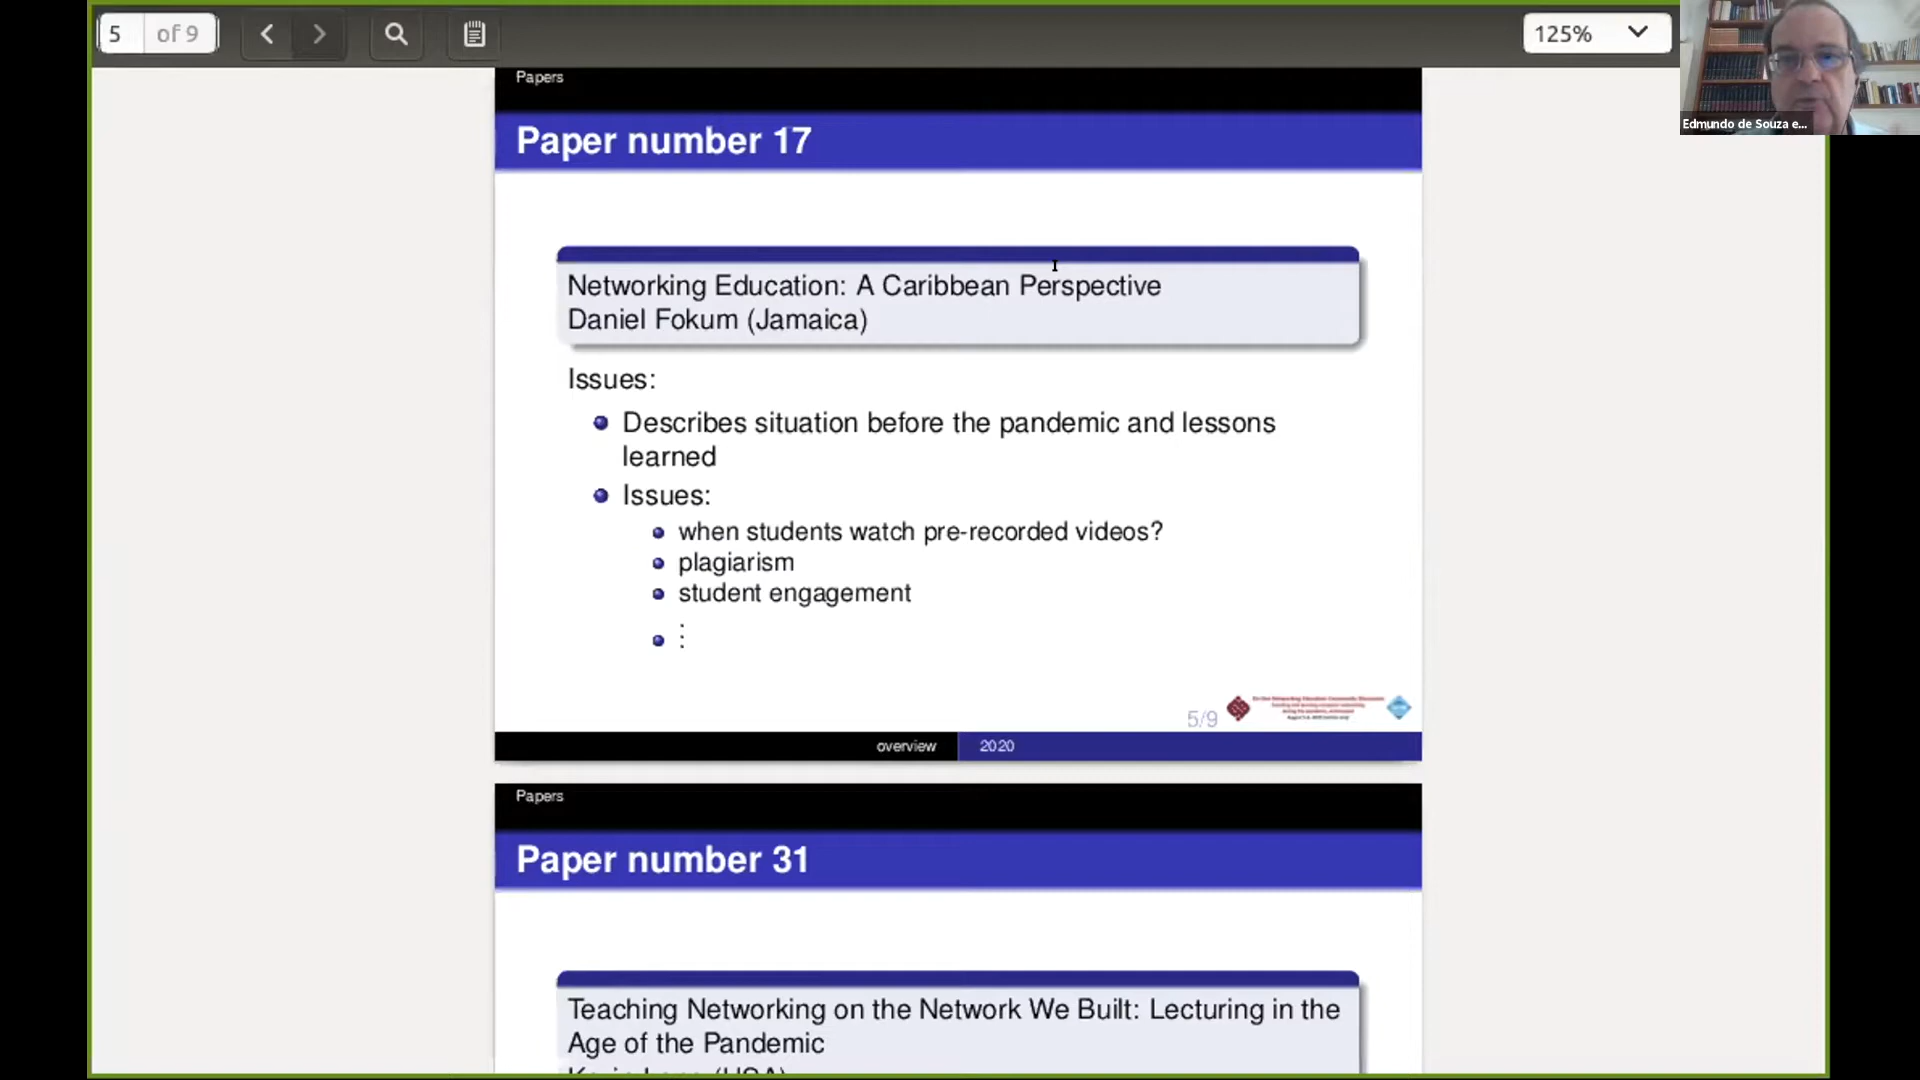 5 of 9
125%
Edmundo de Souza e...
Papers
Paper number 17
Networking Education: A Caribbean Perspective
Daniel Fokum (Jamaica)
Issues:
Describes situation before the pandemic and lessons
learned
Issues:
when students watch pre-recorded videos?
plagiarism
student engagement
⋮
5/9
overview 2020
Papers
Paper number 31
Teaching Networking on the Network We Built: Lecturing in the
Age of the Pandemic
(USA)